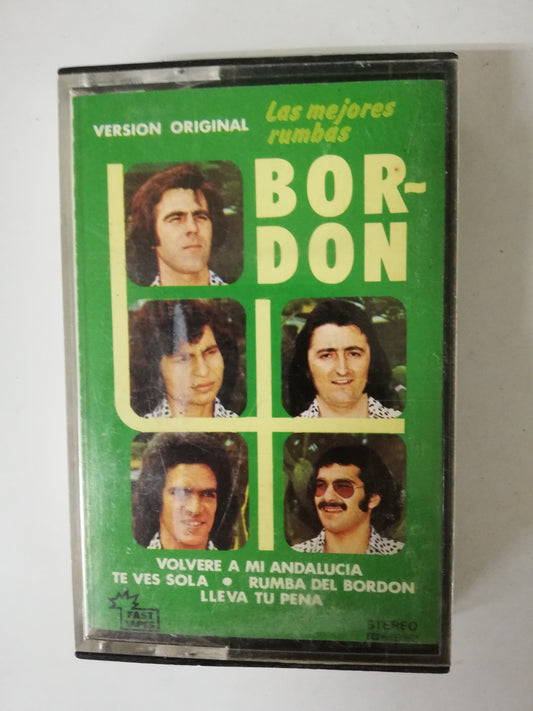 VERSION ORIGINAL
Las mejores
rumbas
BOR-
DON
VOLVERE A MI ANDALUCIA
TE VES SOLA • RUMBA DEL BORDON
LLEVA TU PENA
FAST
TAPES
STEREO